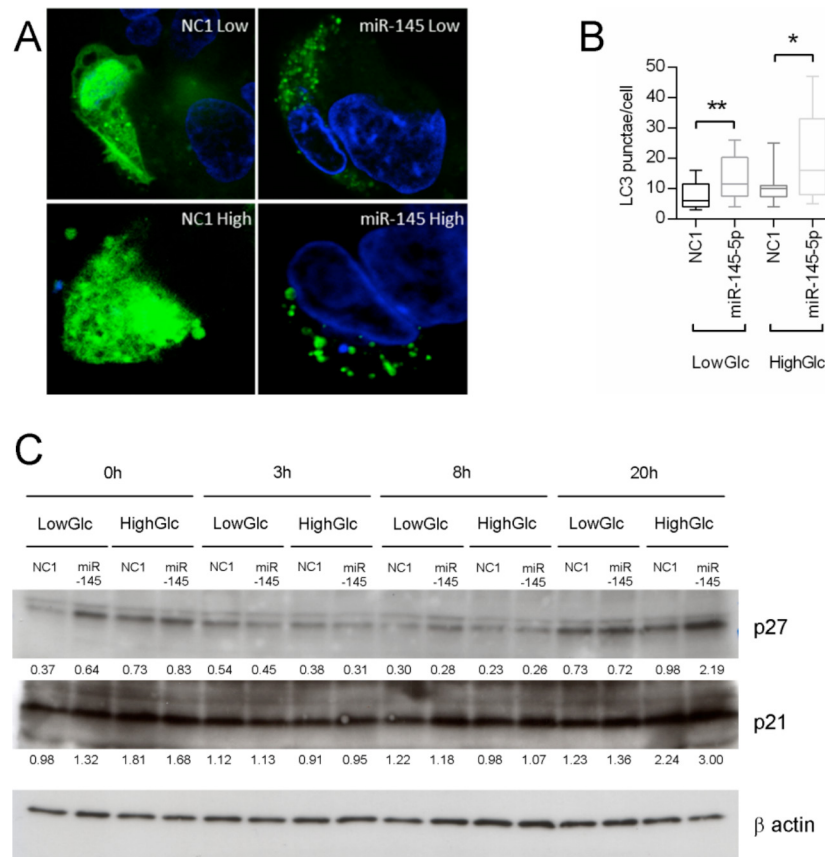 A
NC1 Low
miR-145 Low
NC1 High
miR-145 High
B
LC3 punctae/cell
50
40
30
20
10
0
**
*
NC1
miR-145-5p
NC1
miR-145-5p
LowGlc
HighGlc
C
0h 3h 8h 20h
LowGlc HighGlc LowGlc HighGlc LowGlc HighGlc LowGlc HighGlc
NC1 miR -145 NC1 miR -145 NC1 miR -145 NC1 miR -145 NC1 miR -145 NC1 miR -145 NC1 miR -145 NC1 miR -145
p27
0.37 0.64 0.73 0.83 0.54 0.45 0.38 0.31 0.30 0.28 0.23 0.26 0.73 0.72 0.98 2.19
p21
0.98 1.32 1.81 1.68 1.12 1.13 0.91 0.95 1.22 1.18 0.98 1.07 1.23 1.36 2.24 3.00
β actin